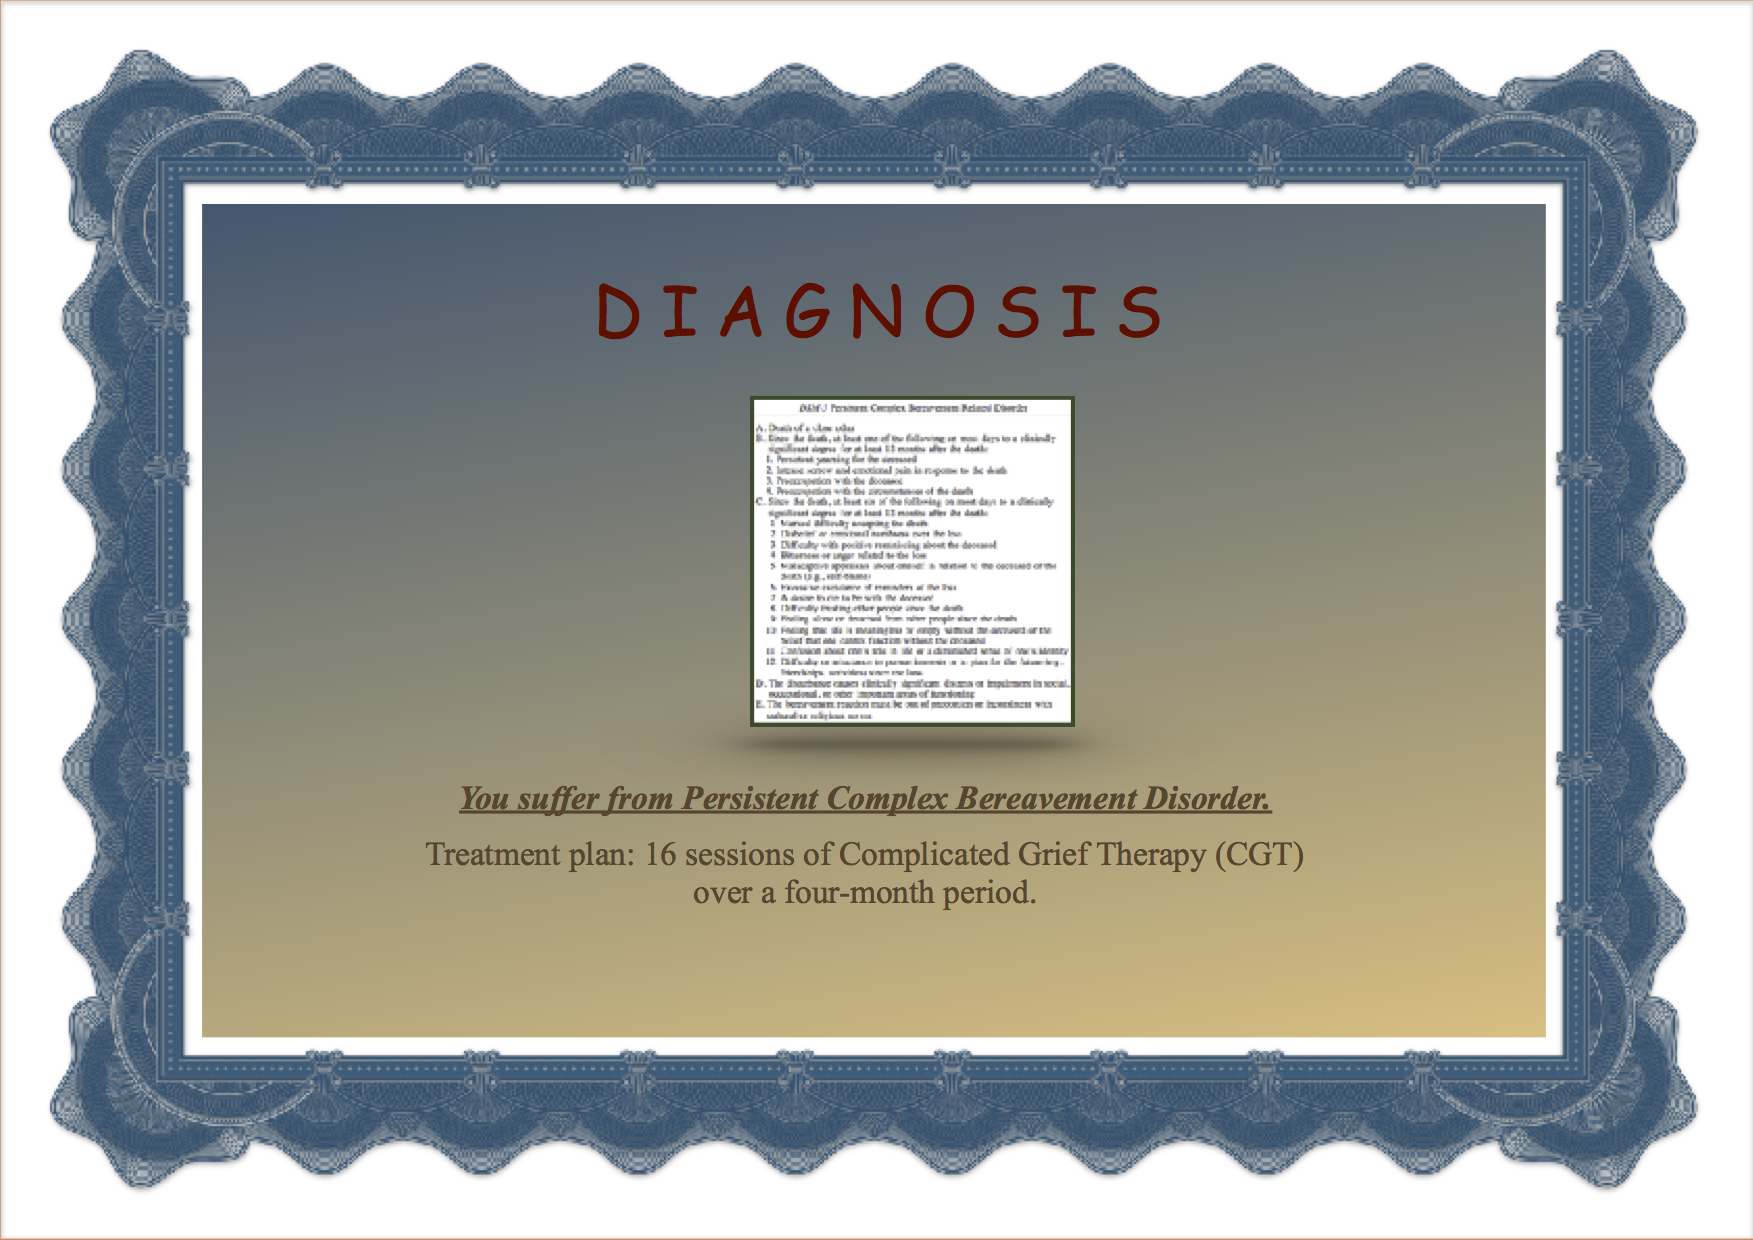 DIAGNOSIS
Persistent Complex Bereavement Related Disorder
A. Death of a close other
B. Since the death, at least one of the following on most days to a clinically
significant degree for at least 12 months after the death:
1. Persistent yearning for the deceased
2. Intense sorrow and emotional pain in response to the death
3. Preoccupation with the deceased
4. Preoccupation with the circumstances of the death
C. Since the death, at least six of the following on most days to a clinically
significant degree for at least 12 months after the death:
1. Marked difficulty accepting the death
2. Disbelief or emotional numbness over the loss
3. Difficulty with positive reminiscing about the deceased
4. Bitterness or anger related to the loss
5. Maladaptive appraisals about oneself in relation to the deceased or the
death (e.g., self-blame)
6. Excessive avoidance of reminders of the loss
7. A desire to die to be with the deceased
8. Difficulty trusting other people since the death
9. Feeling alone or detached from other people since the death
10. Feeling that life is meaningless or empty without the deceased or the
belief that one cannot function without the deceased
11. Confusion about one's role in life or a diminished sense of one's identity
12. Difficulty or reluctance to pursue interests or to plan for the future
friendships, activities since the loss
D. The disturbance causes clinically significant distress or impairment in social,
occupational, or other important areas of functioning
E. The bereavement reaction must be out of proportion or inconsistent with
cultural or religious norms
You suffer from Persistent Complex Bereavement Disorder.
Treatment plan: 16 sessions of Complicated Grief Therapy (CGT)
over a four-month period.